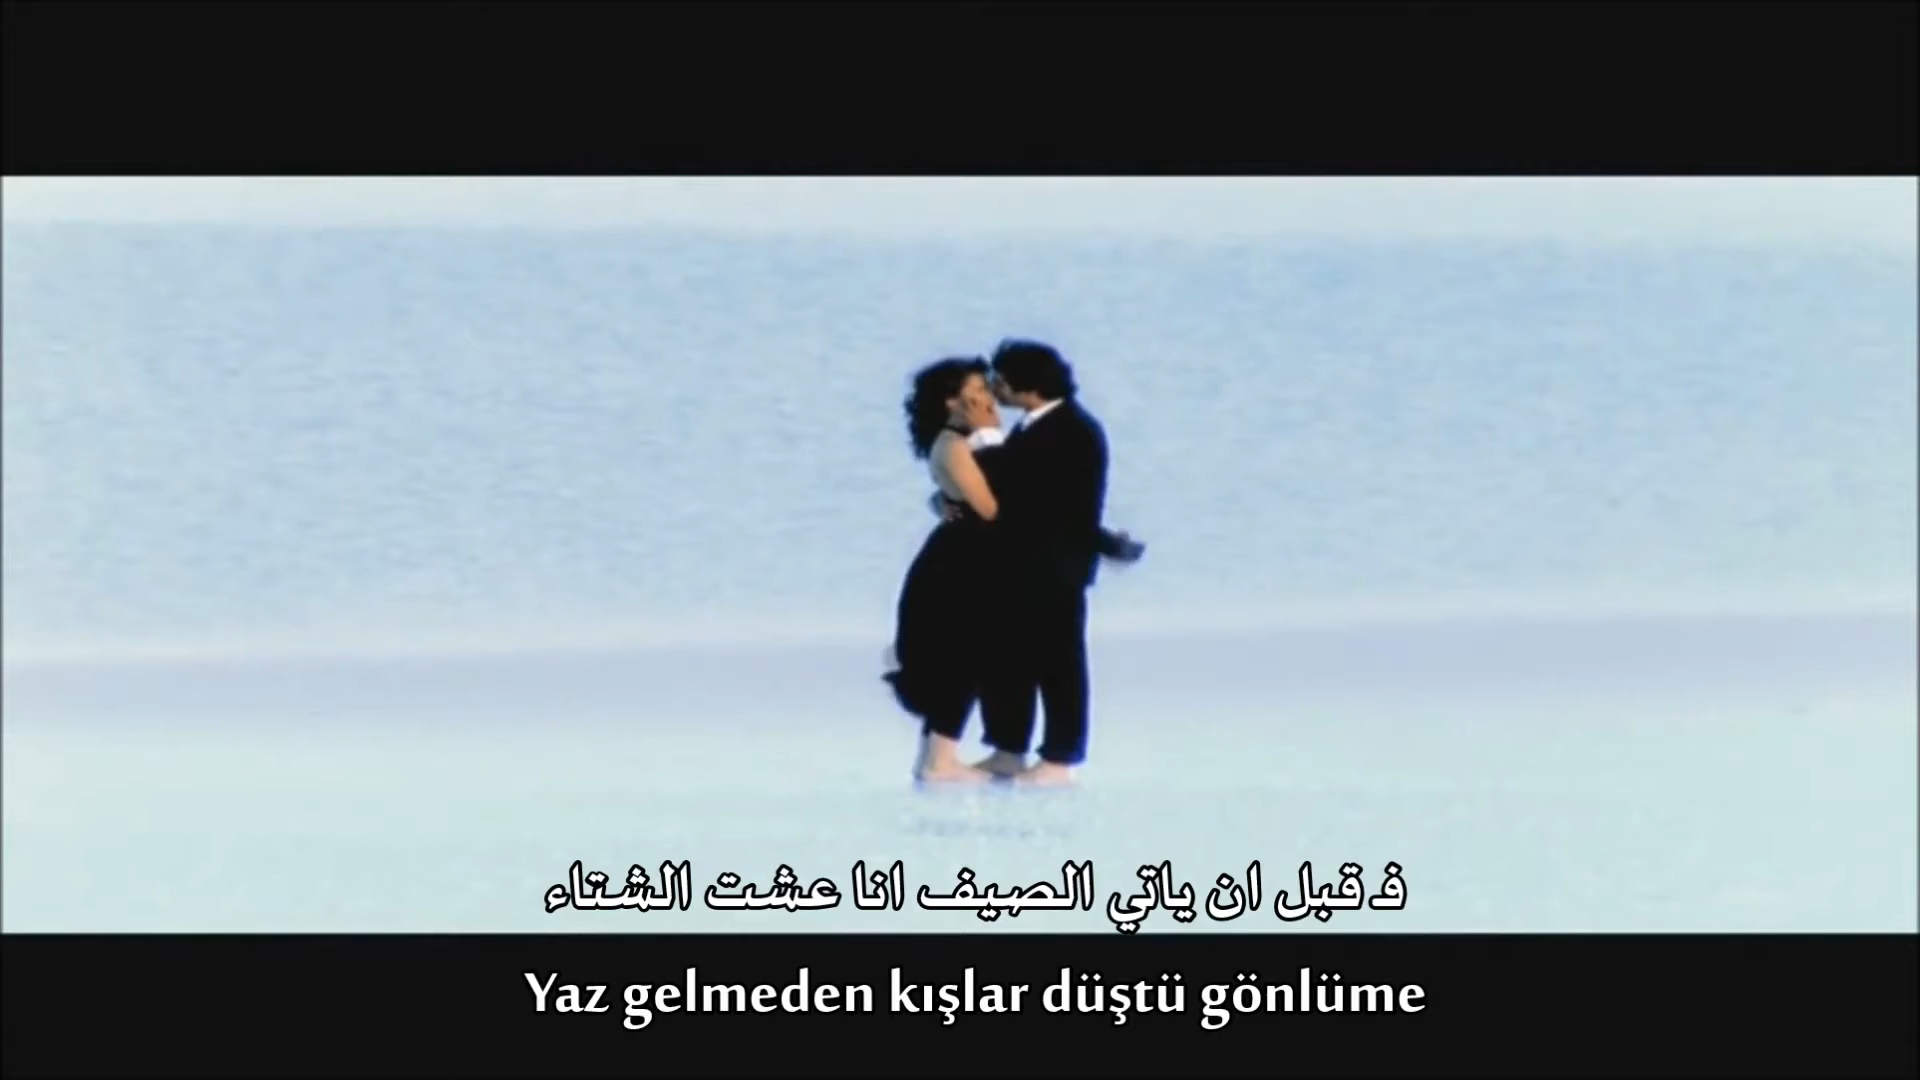 فـ قبل ان ياتي الصيف انا عشت الشتاء
Yaz gelmeden kışlar düştü gönlüme